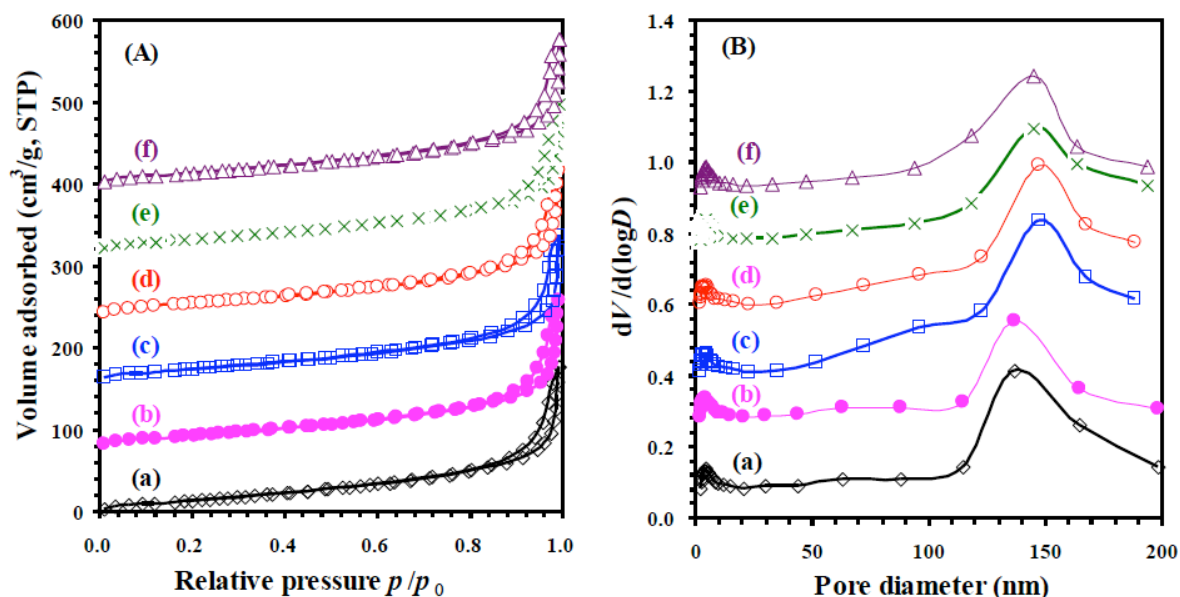 (A)
600
500
400
300
200
100
0
Volume adsorbed (cm³/g, STP)
(f)
(e)
(d)
(c)
(b)
(a)
0.0 0.2 0.4 0.6 0.8 1.0
Relative pressure p/p₀
(B)
1.4
1.2
1.0
0.8
0.6
0.4
0.2
0.0
dV/d(logD)
(f)
(e)
(d)
(c)
(b)
(a)
0 50 100 150 200
Pore diameter (nm)